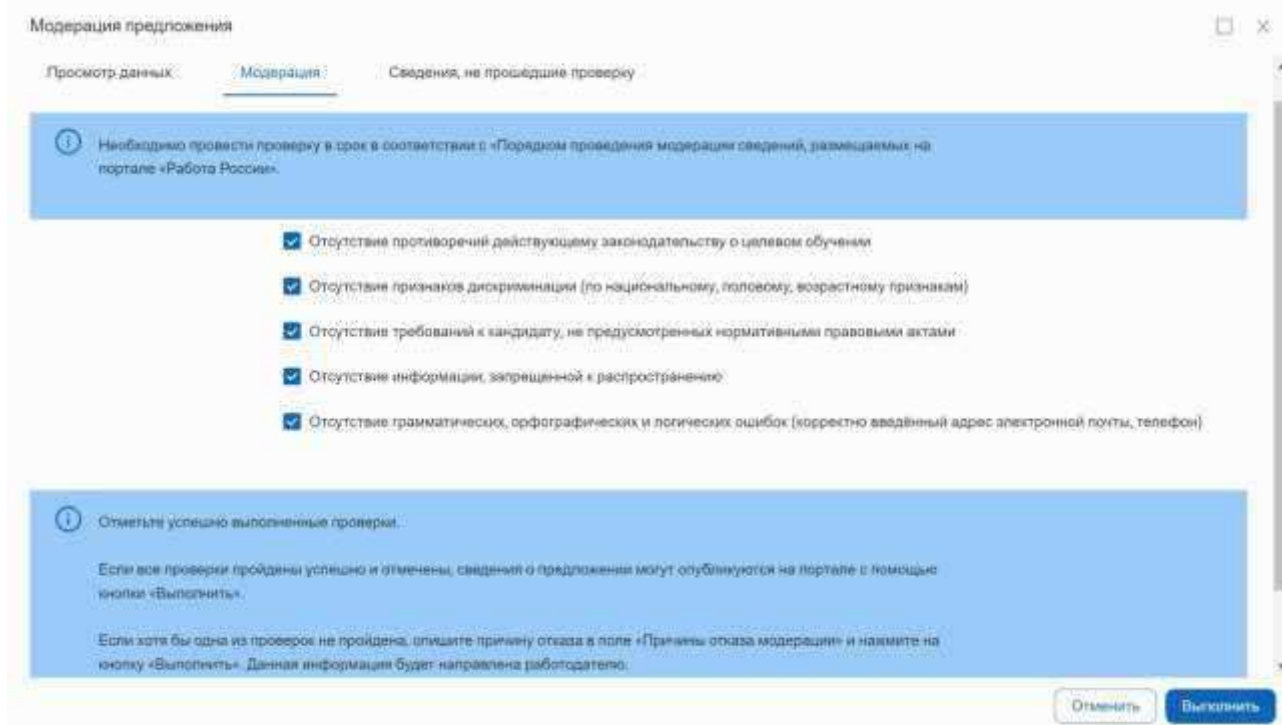 Модерация предложения
Просмотр данных Модерация Сведения, не прошедшие проверку
Необходимо провести проверку в срок в соответствии с «Порядком проведения модерации сведений, размещаемых на
портале «Работа России».
Отсутствие противоречий действующему законодательству о целевом обучении
Отсутствие признаков дискриминации (по национальному, половому, возрастному признакам)
Отсутствие требований к кандидату, не предусмотренных нормативными правовыми актами
Отсутствие информации, запрещенной к распространению
Отсутствие грамматических, орфографических и логических ошибок (корректно введённый адрес электронной почты, телефон)
Отметьте успешно выполненные проверки.
Если все проверки пройдены успешно и отмечены, сведения о предложении могут опубликуются на портале с помощью
кнопки «Выполнить».
Если хотя бы одна из проверок не пройдена, опишите причину отказа в поле «Причины отказа модерации» и нажмите на
кнопку «Выполнить». Данная информация будет направлена работодателю.
Отменить Выполнить